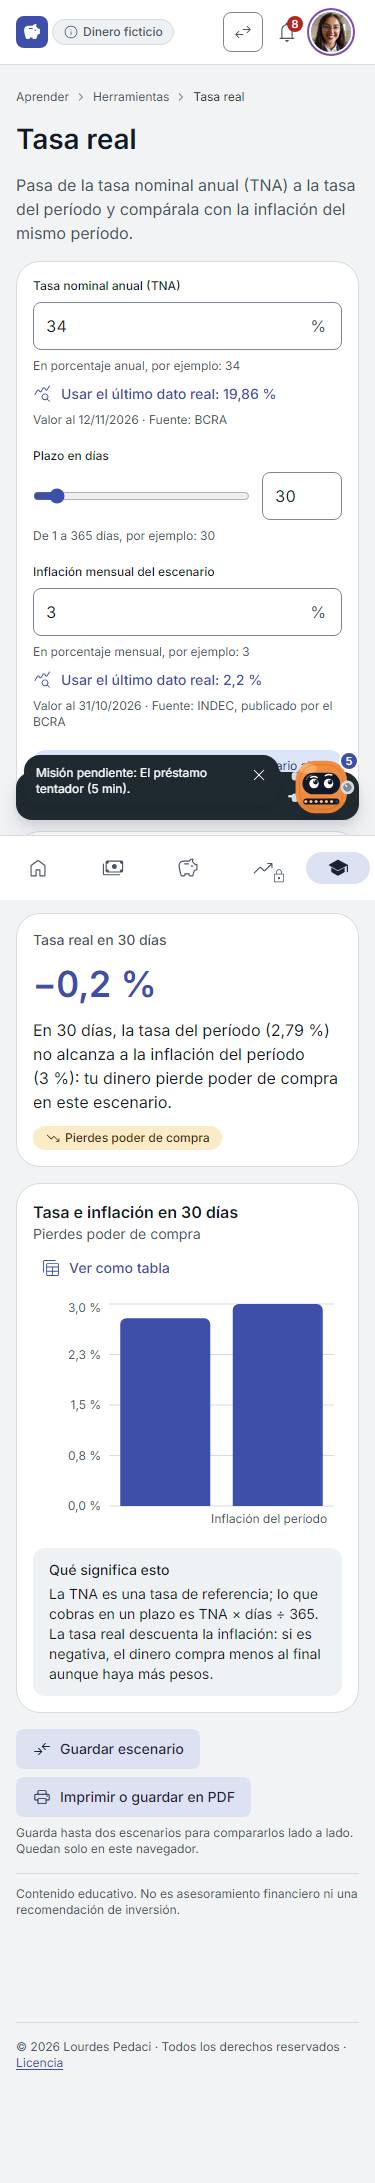 Dinero ficticio
8
Aprender > Herramientas > Tasa real
Tasa real
Pasa de la tasa nominal anual (TNA) a la tasa
del período y compárala con la inflación del
mismo período.
Tasa nominal anual (TNA)
34 %
En porcentaje anual, por ejemplo: 34
Usar el último dato real: 19,86 %
Valor al 12/11/2026 · Fuente: BCRA
Plazo en días
30
De 1 a 365 días, por ejemplo: 30
Inflación mensual del escenario
3 %
En porcentaje mensual, por ejemplo: 3
Usar el último dato real: 2,2 %
Valor al 31/10/2026 · Fuente: INDEC, publicado por el
BCRA
Misión pendiente: El préstamo
tentador (5 min).
5
Tasa real en 30 días
−0,2 %
En 30 días, la tasa del período (2,79 %)
no alcanza a la inflación del período
(3 %): tu dinero pierde poder de compra
en este escenario.
Pierdes poder de compra
Tasa e inflación en 30 días
Pierdes poder de compra
Ver como tabla
3,0 %
2,3 %
1,5 %
0,8 %
0,0 %
Inflación del período
Qué significa esto
La TNA es una tasa de referencia; lo que
cobras en un plazo es TNA × días ÷ 365.
La tasa real descuenta la inflación: si es
negativa, el dinero compra menos al final
aunque haya más pesos.
Guardar escenario
Imprimir o guardar en PDF
Guarda hasta dos escenarios para compararlos lado a lado.
Quedan solo en este navegador.
Contenido educativo. No es asesoramiento financiero ni una
recomendación de inversión.
© 2026 Lourdes Pedaci · Todos los derechos reservados ·
Licencia